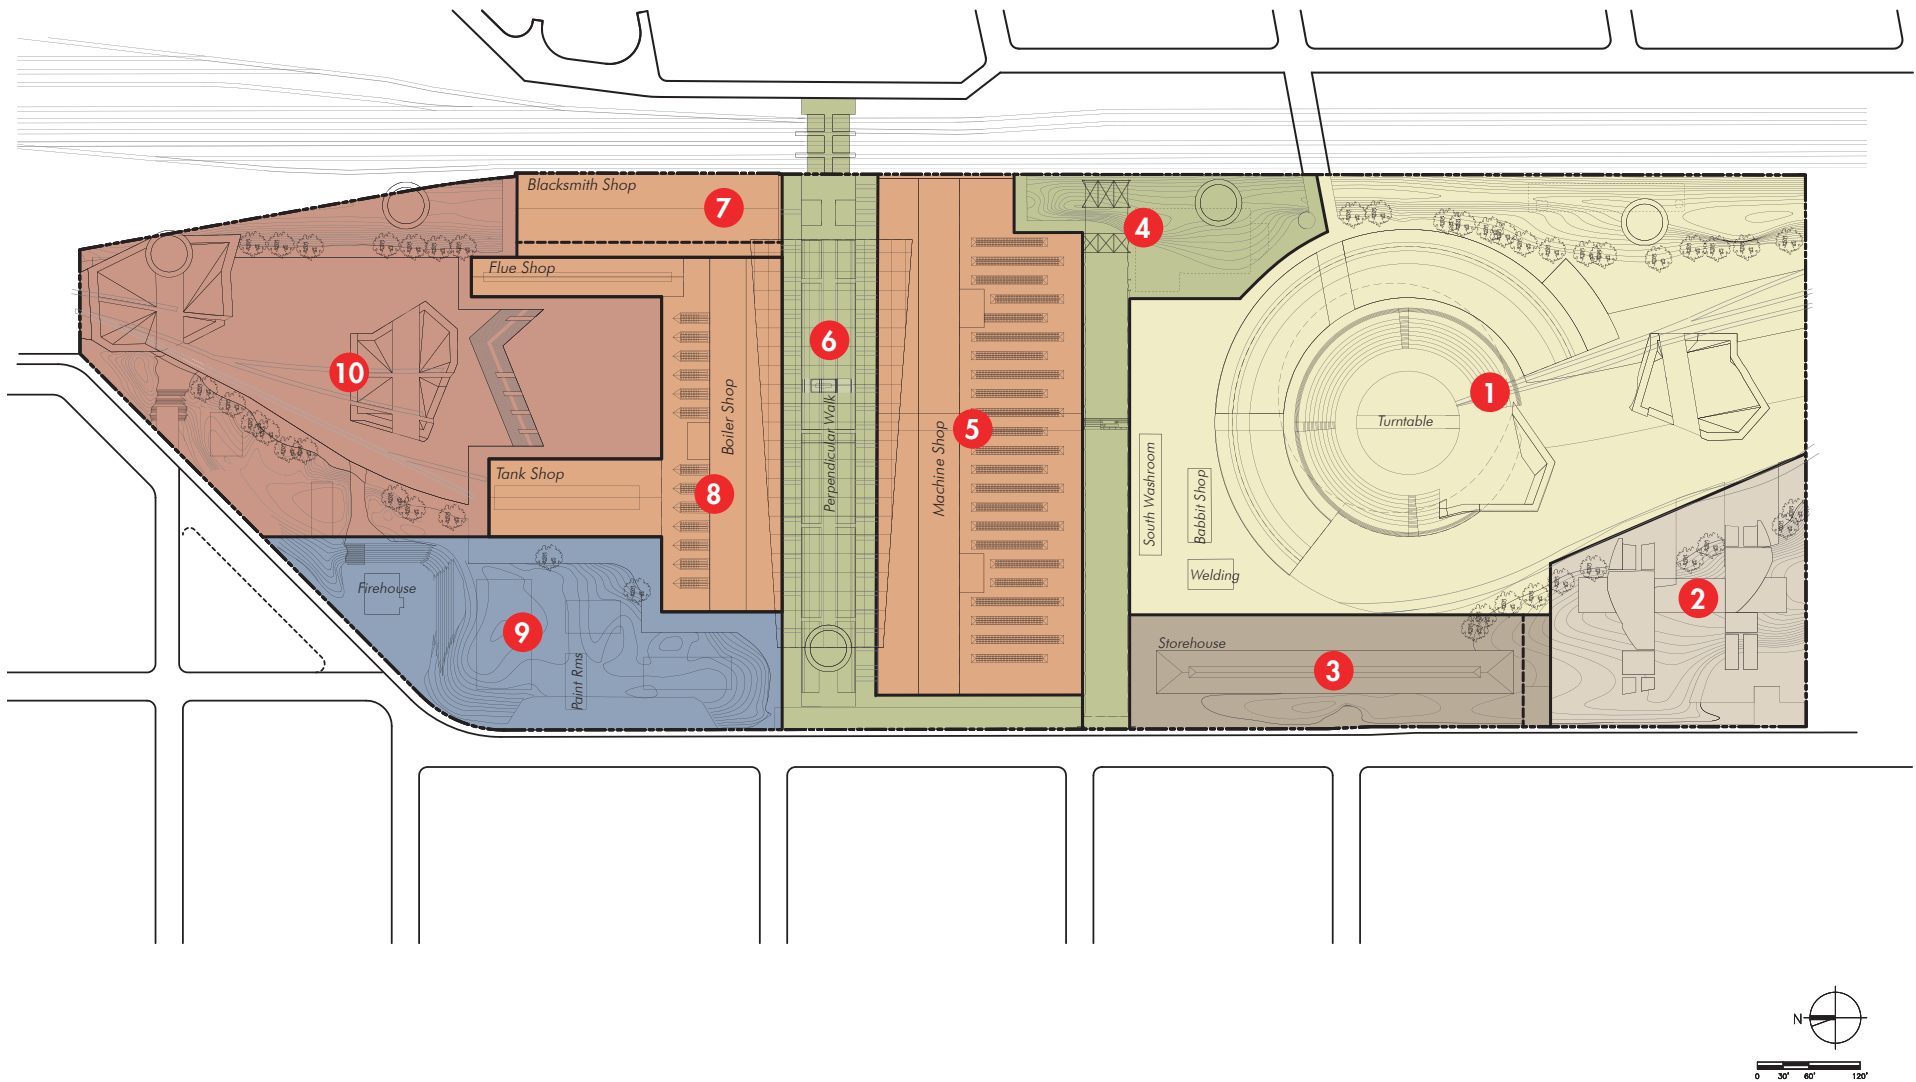 Blacksmith Shop
7
4
Flue Shop
6
10
1
Boiler Shop
Perpendicular Walk
5
Machine Shop
Turntable
Tank Shop
8
South Washroom
Babbit Shop
Welding
Firehouse
9
Paint Rms
2
Storehouse
3
N
0 30' 60' 120'